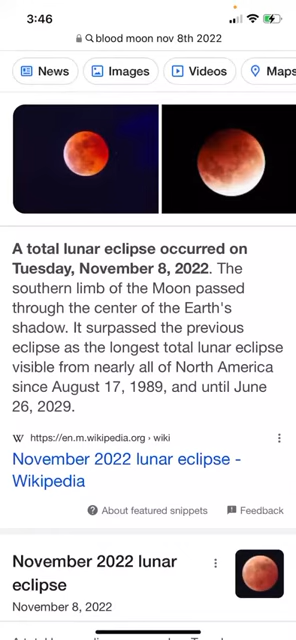 3:46
blood moon nov 8th 2022
News Images Videos Maps
A total lunar eclipse occurred on
Tuesday, November 8, 2022. The
southern limb of the Moon passed
through the center of the Earth's
shadow. It surpassed the previous
eclipse as the longest total lunar eclipse
visible from nearly all of North America
since August 17, 1989, and until June
26, 2029.
W https://en.m.wikipedia.org › wiki
November 2022 lunar eclipse -
Wikipedia
About featured snippets Feedback
November 2022 lunar
eclipse
November 8, 2022